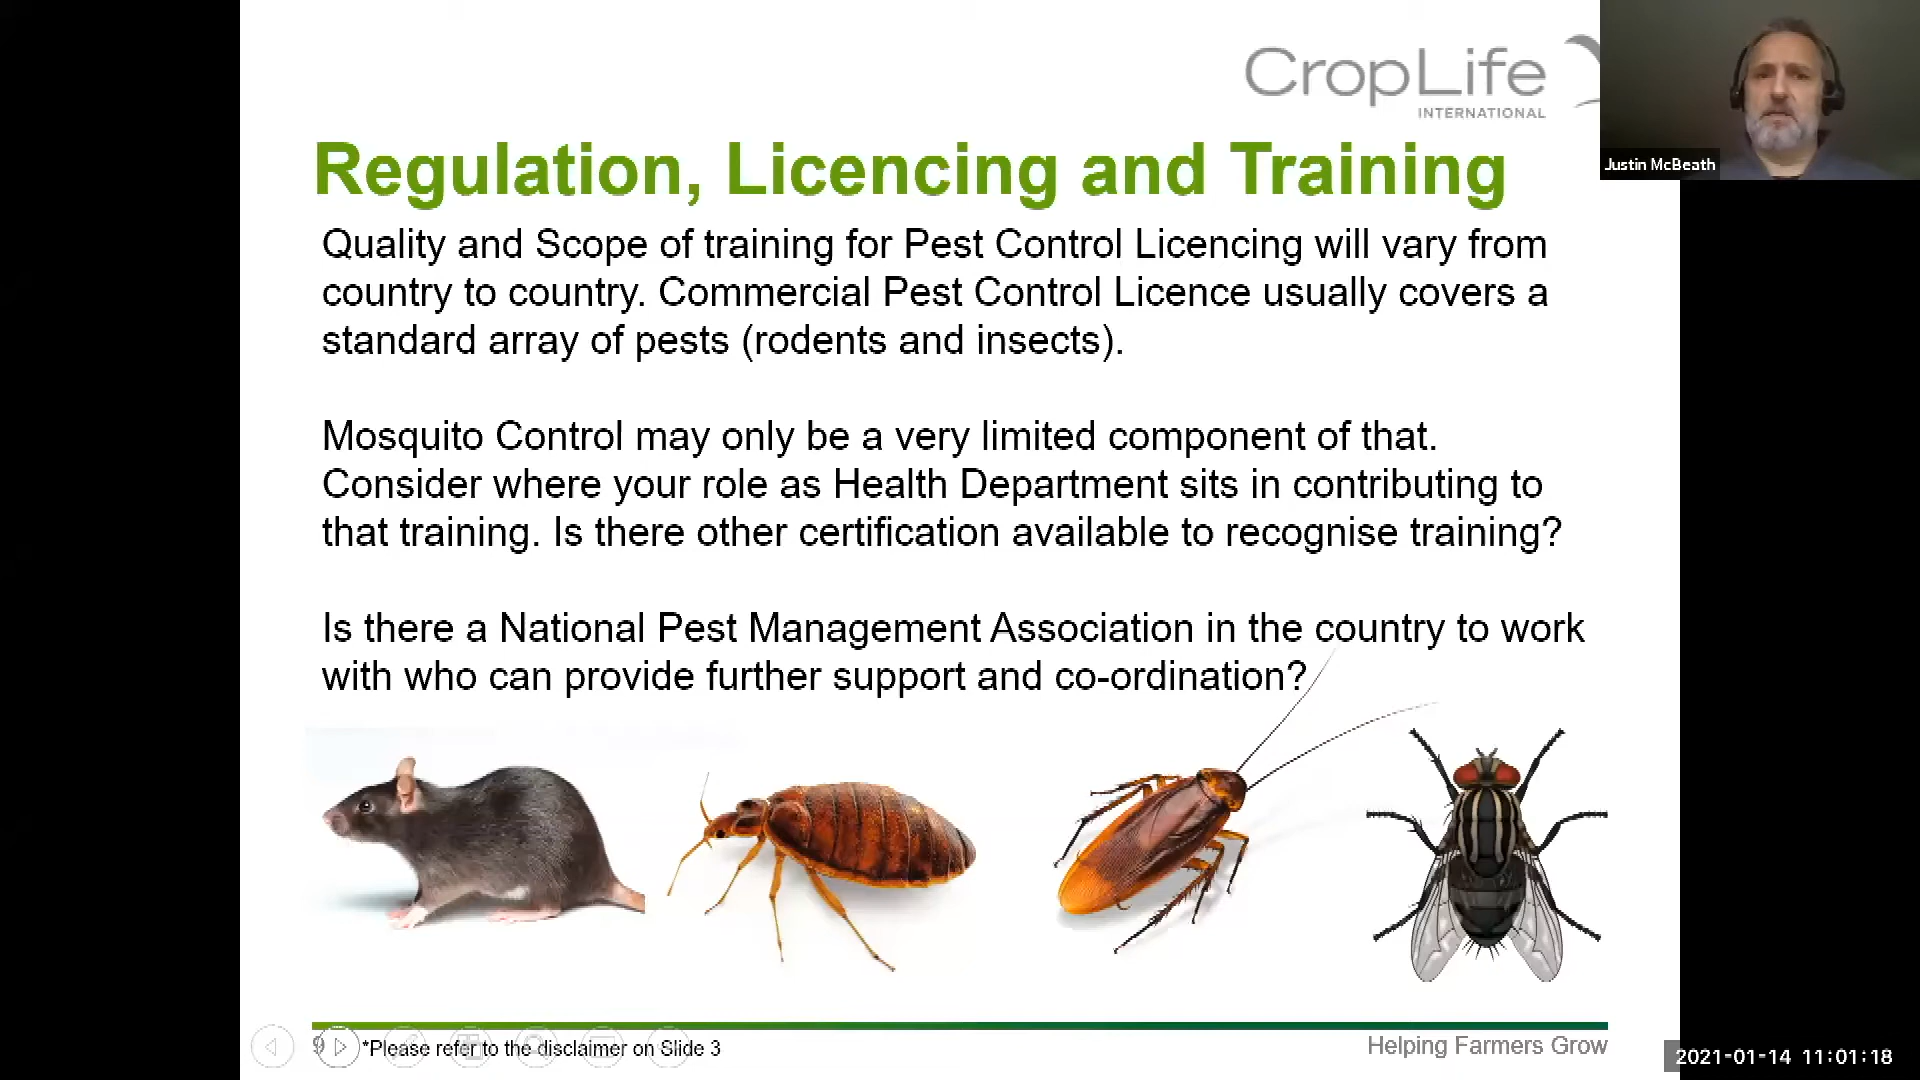 CropLife
INTERNATIONAL
Justin McBeath
Regulation, Licencing and Training
Quality and Scope of training for Pest Control Licencing will vary from
country to country. Commercial Pest Control Licence usually covers a
standard array of pests (rodents and insects).
Mosquito Control may only be a very limited component of that.
Consider where your role as Health Department sits in contributing to
that training. Is there other certification available to recognise training?
Is there a National Pest Management Association in the country to work
with who can provide further support and co-ordination?
9
*Please refer to the disclaimer on Slide 3
Helping Farmers Grow
2021-01-14 11:01:18